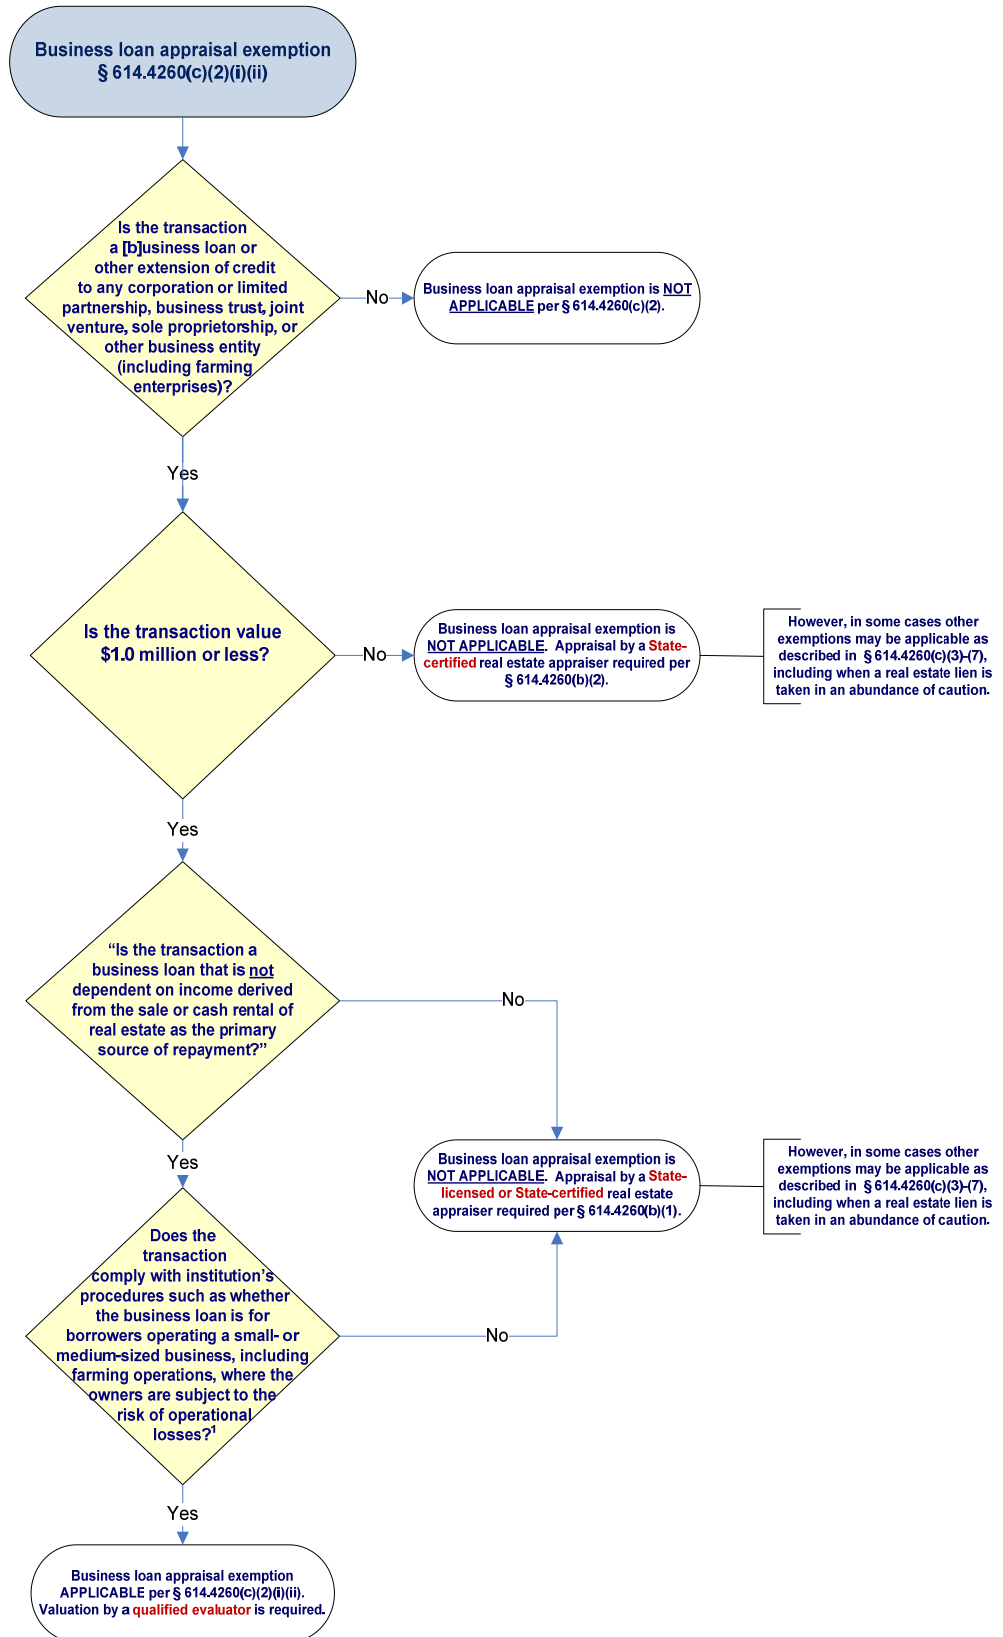 Business loan appraisal exemption
§ 614.4260(c)(2)(i)(ii)
Is the transaction
a [b]usiness loan or
other extension of credit
to any corporation or limited
partnership, business trust, joint
venture, sole proprietorship, or
other business entity
(including farming
enterprises)?
No
Business loan appraisal exemption is NOT
APPLICABLE per § 614.4260(c)(2).
Yes
Is the transaction value
$1.0 million or less?
No
Business loan appraisal exemption is
NOT APPLICABLE. Appraisal by a State-
certified real estate appraiser required per
§ 614.4260(b)(2).
However, in some cases other
exemptions may be applicable as
described in § 614.4260(c)(3)-(7),
including when a real estate lien is
taken in an abundance of caution.
Yes
“Is the transaction a
business loan that is not
dependent on income derived
from the sale or cash rental of
real estate as the primary
source of repayment?”
No
Yes
Business loan appraisal exemption is
NOT APPLICABLE. Appraisal by a State-
licensed or State-certified real estate
appraiser required per § 614.4260(b)(1).
However, in some cases other
exemptions may be applicable as
described in § 614.4260(c)(3)-(7),
including when a real estate lien is
taken in an abundance of caution.
Does the
transaction
comply with institution’s
procedures such as whether
the business loan is for
borrowers operating a small- or
medium-sized business, including
farming operations, where the
owners are subject to the
risk of operational
losses?¹
No
Yes
Business loan appraisal exemption
APPLICABLE per § 614.4260(c)(2)(i)(ii).
Valuation by a qualified evaluator is required.